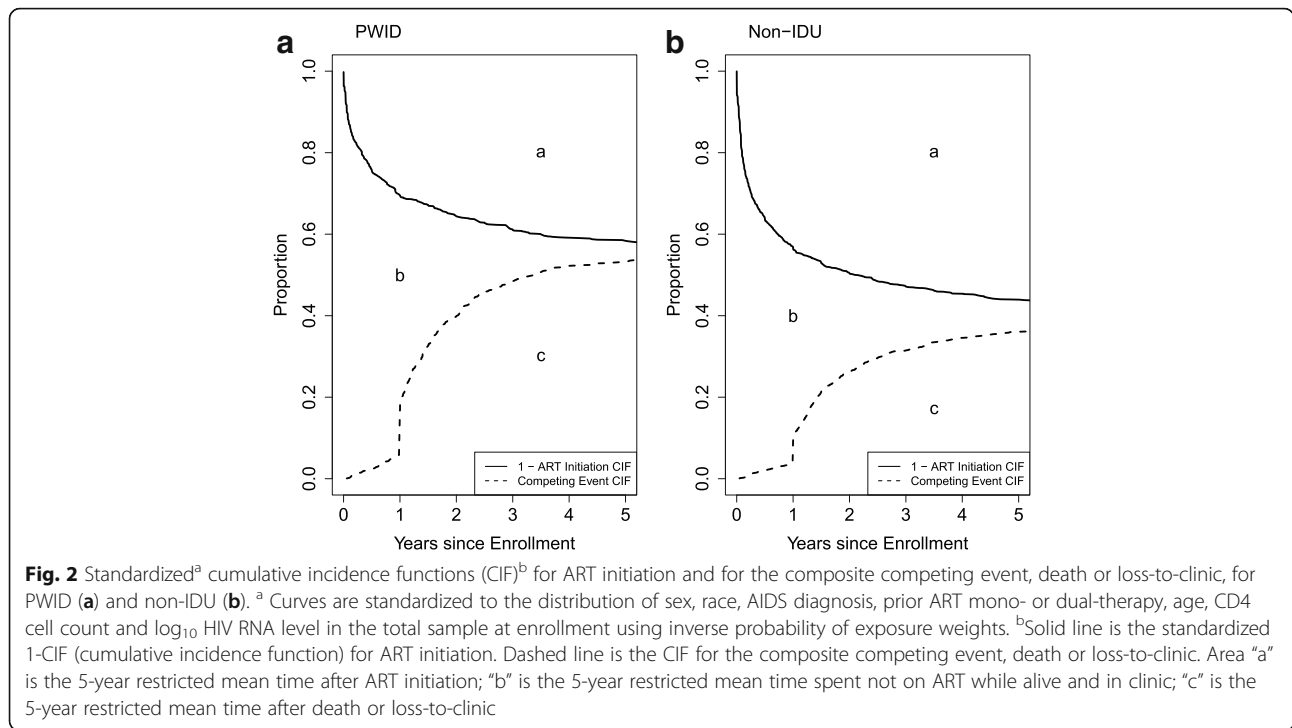 a PWID
1.0
0.8
0.6
0.4
0.2
0.0
Proportion
a
b
c
1 − ART Initiation CIF
Competing Event CIF
0 1 2 3 4 5
Years since Enrollment
b Non−IDU
1.0
0.8
0.6
0.4
0.2
0.0
Proportion
a
b
c
1 − ART Initiation CIF
Competing Event CIF
0 1 2 3 4 5
Years since Enrollment
Fig. 2 Standardizedᵃ cumulative incidence functions (CIF)ᵇ for ART initiation and for the composite competing event, death or loss-to-clinic, for
PWID (a) and non-IDU (b). ᵃ Curves are standardized to the distribution of sex, race, AIDS diagnosis, prior ART mono- or dual-therapy, age, CD4
cell count and log₁₀ HIV RNA level in the total sample at enrollment using inverse probability of exposure weights. ᵇSolid line is the standardized
1-CIF (cumulative incidence function) for ART initiation. Dashed line is the CIF for the composite competing event, death or loss-to-clinic. Area “a”
is the 5-year restricted mean time after ART initiation; “b” is the 5-year restricted mean time spent not on ART while alive and in clinic; “c” is the
5-year restricted mean time after death or loss-to-clinic